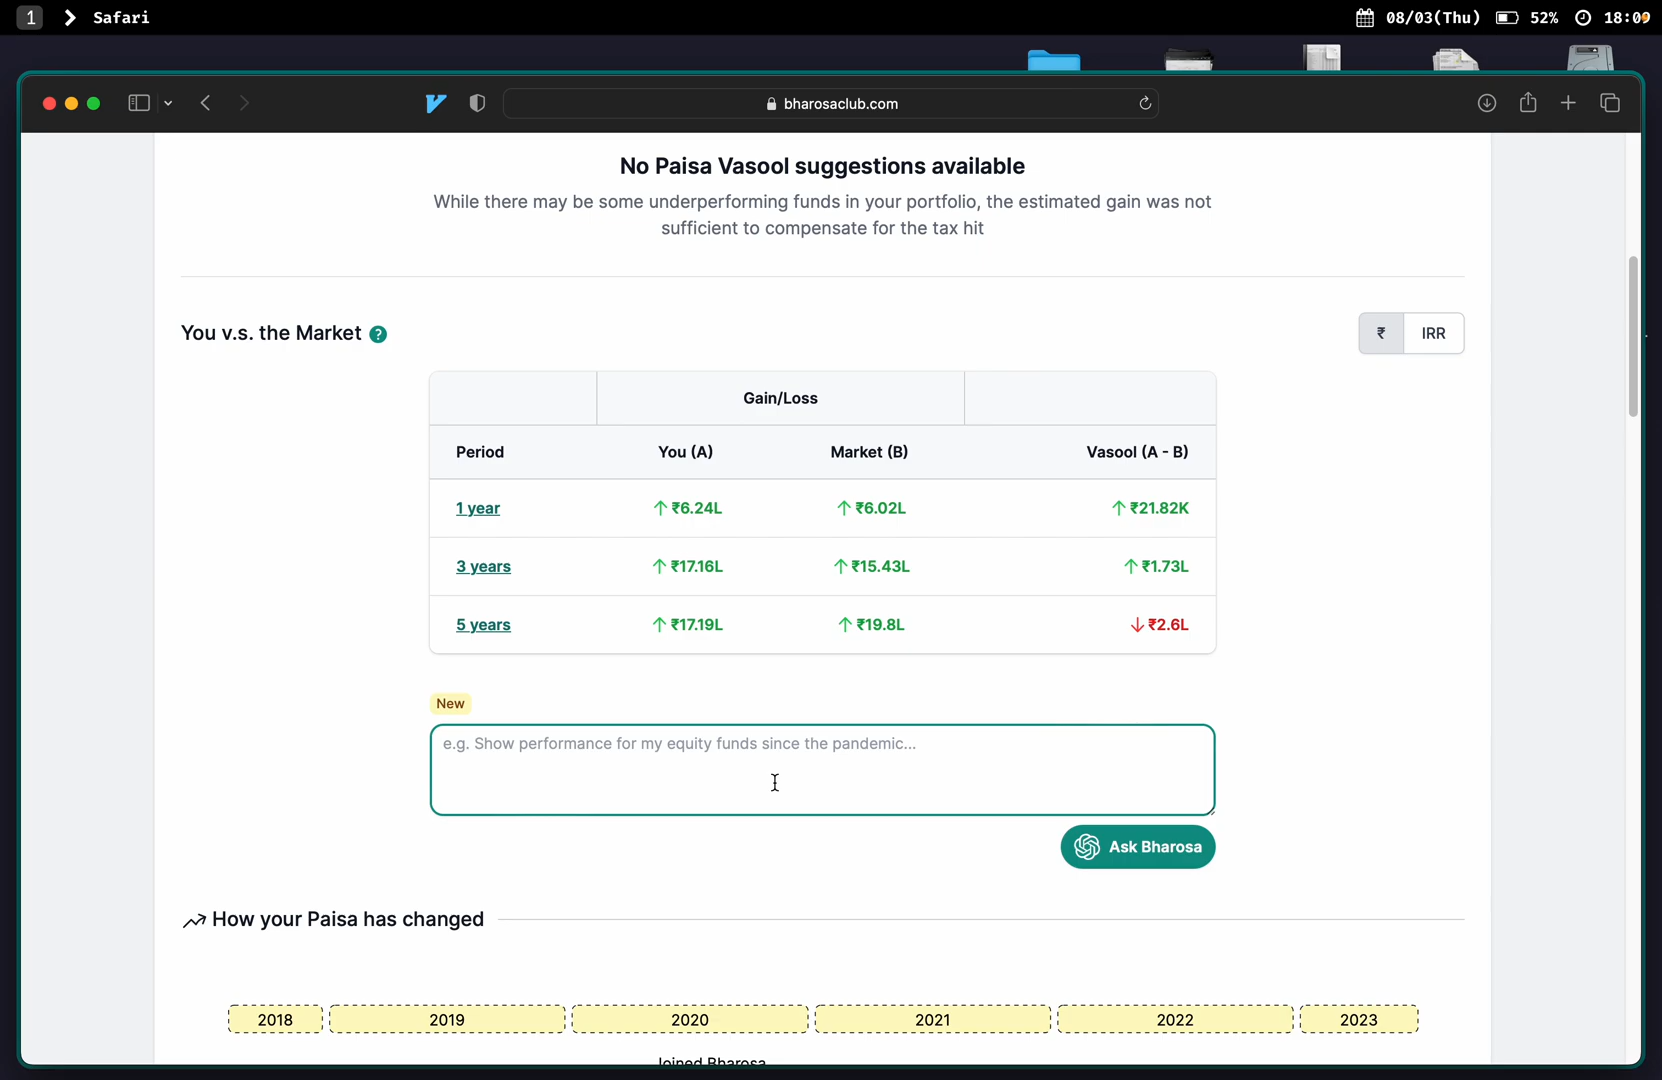 1 Safari 08/03(Thu) 52% 18:09
bharosaclub.com
No Paisa Vasool suggestions available
While there may be some underperforming funds in your portfolio, the estimated gain was not
sufficient to compensate for the tax hit
You v.s. the Market ? ₹ IRR
Gain/Loss
Period You (A) Market (B) Vasool (A - B)
1 year ↑ ₹6.24L ↑ ₹6.02L ↑ ₹21.82K
3 years ↑ ₹17.16L ↑ ₹15.43L ↑ ₹1.73L
5 years ↑ ₹17.19L ↑ ₹19.8L ↓ ₹2.6L
New
e.g. Show performance for my equity funds since the pandemic...
Ask Bharosa
How your Paisa has changed
2018 2019 2020 2021 2022 2023
Joined Bharosa